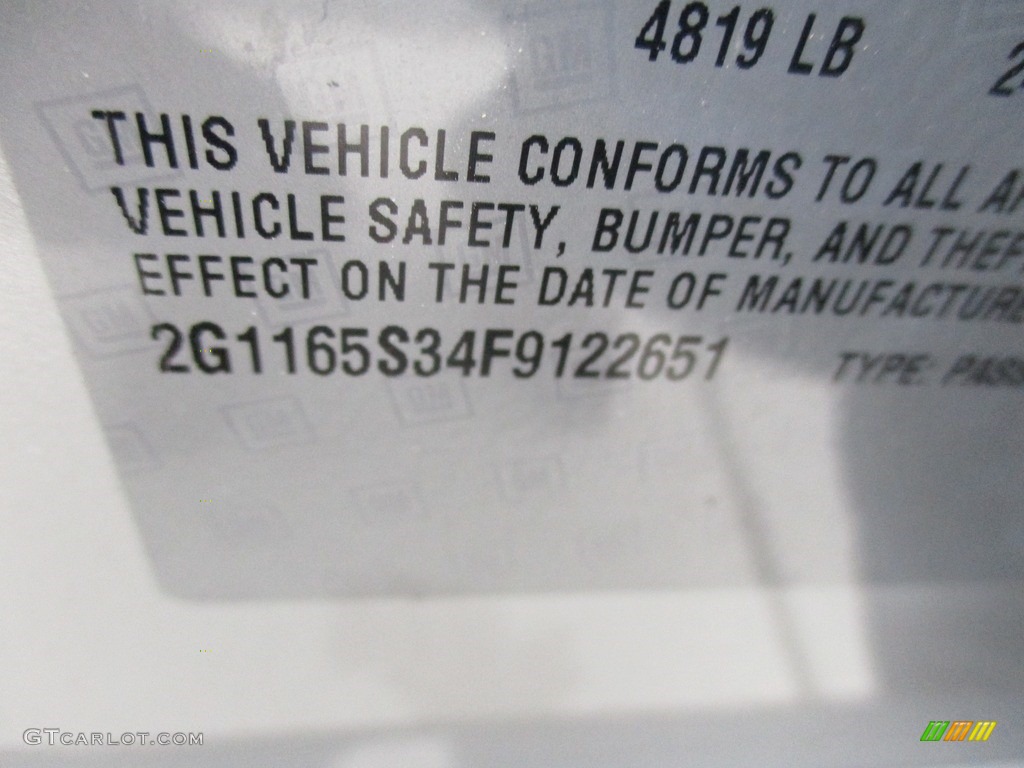 4819 LB
THIS VEHICLE CONFORMS TO ALL
VEHICLE SAFETY, BUMPER, AND
EFFECT ON THE DATE OF
2G1165S34F9122651 TYPE:
GTCARLOT.COM